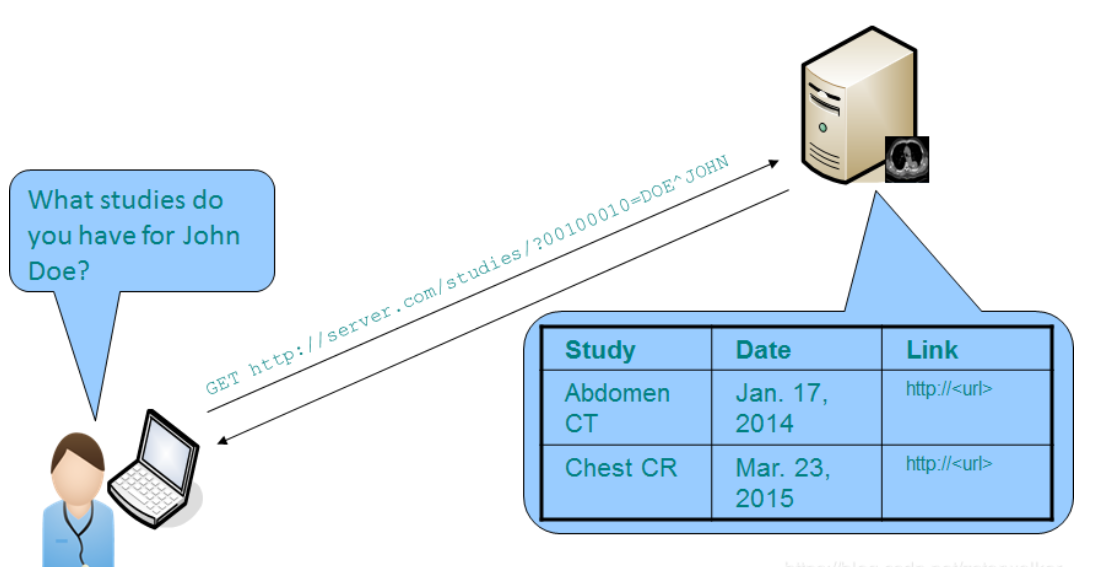 What studies do
you have for John
Doe?
GET http://server.com/studies/?00100010=DOE^JOHN
Study Date Link
Abdomen CT Jan. 17, 2014 http://<url>
Chest CR Mar. 23, 2015 http://<url>